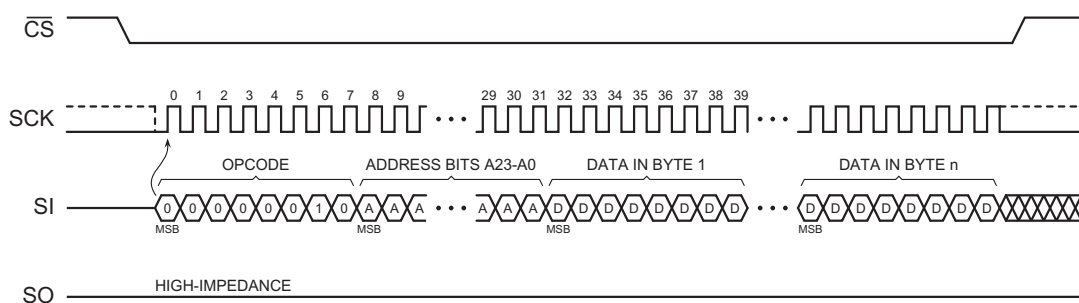 CS
0 1 2 3 4 5 6 7 8 9 29 30 31 32 33 34 35 36 37 38 39
SCK
OPCODE ADDRESS BITS A23-A0 DATA IN BYTE 1 DATA IN BYTE n
SI 0 0 0 0 0 0 1 0 A A A A A A D D D D D D D D D D D D D D D D
MSB MSB MSB MSB
HIGH-IMPEDANCE
SO